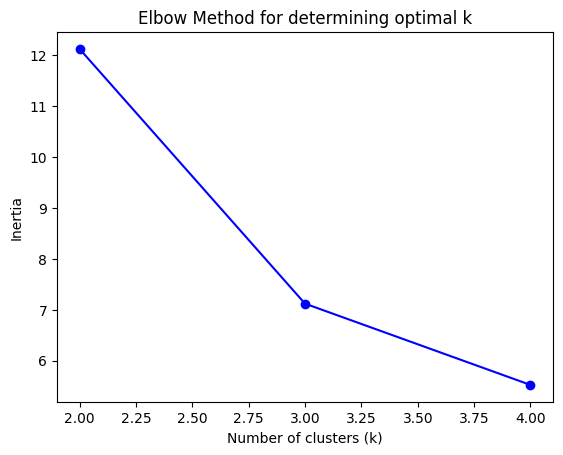 Elbow Method for determining optimal k
12
11
10
9
8
7
6
Inertia
2.00 2.25 2.50 2.75 3.00 3.25 3.50 3.75 4.00
Number of clusters (k)